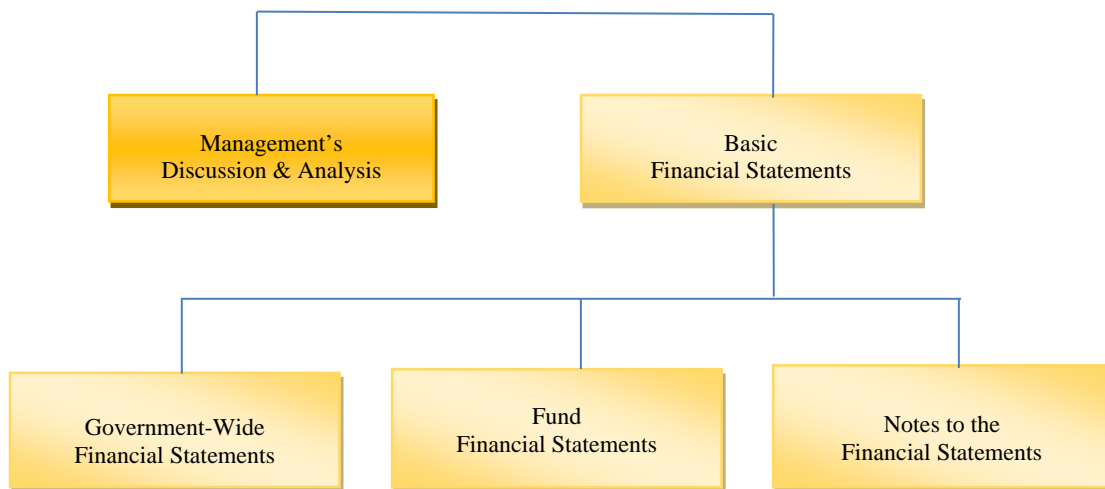 Management’s
Discussion & Analysis
Basic
Financial Statements
Government-Wide
Financial Statements
Fund
Financial Statements
Notes to the
Financial Statements